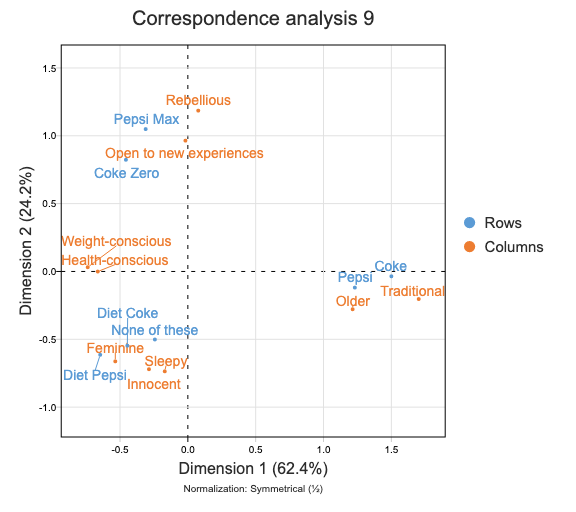 Correspondence analysis 9
1.5
Rebellious
Pepsi Max
1.0
Open to new experiences
Coke Zero
0.5
Rows
Columns
Weight-conscious
Health-conscious
0.0
Coke
Pepsi
Traditional
Older
Diet Coke
None of these
-0.5
Feminine
Sleepy
Diet Pepsi
Innocent
-1.0
Dimension 2 (24.2%)
-0.5 0.0 0.5 1.0 1.5
Dimension 1 (62.4%)
Normalization: Symmetrical (½)